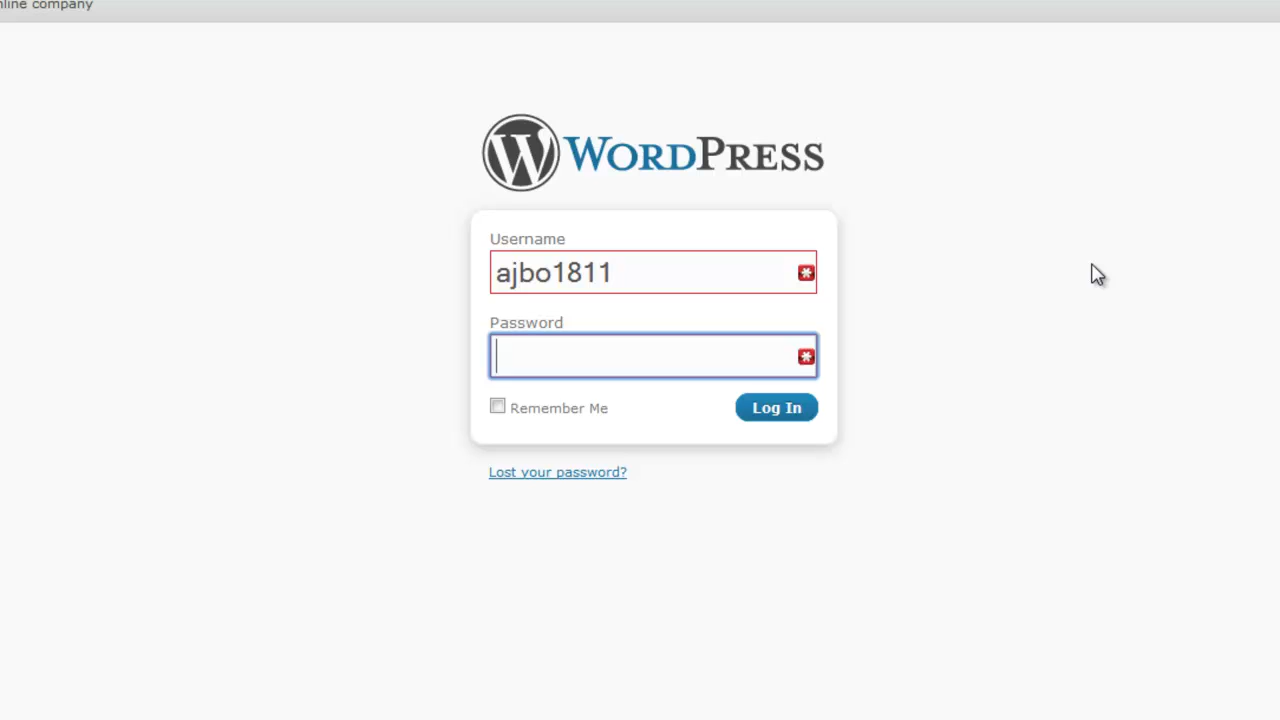 nline company
WORDPRESS
Username
ajbo1811
Password
Remember Me
Log In
Lost your password?